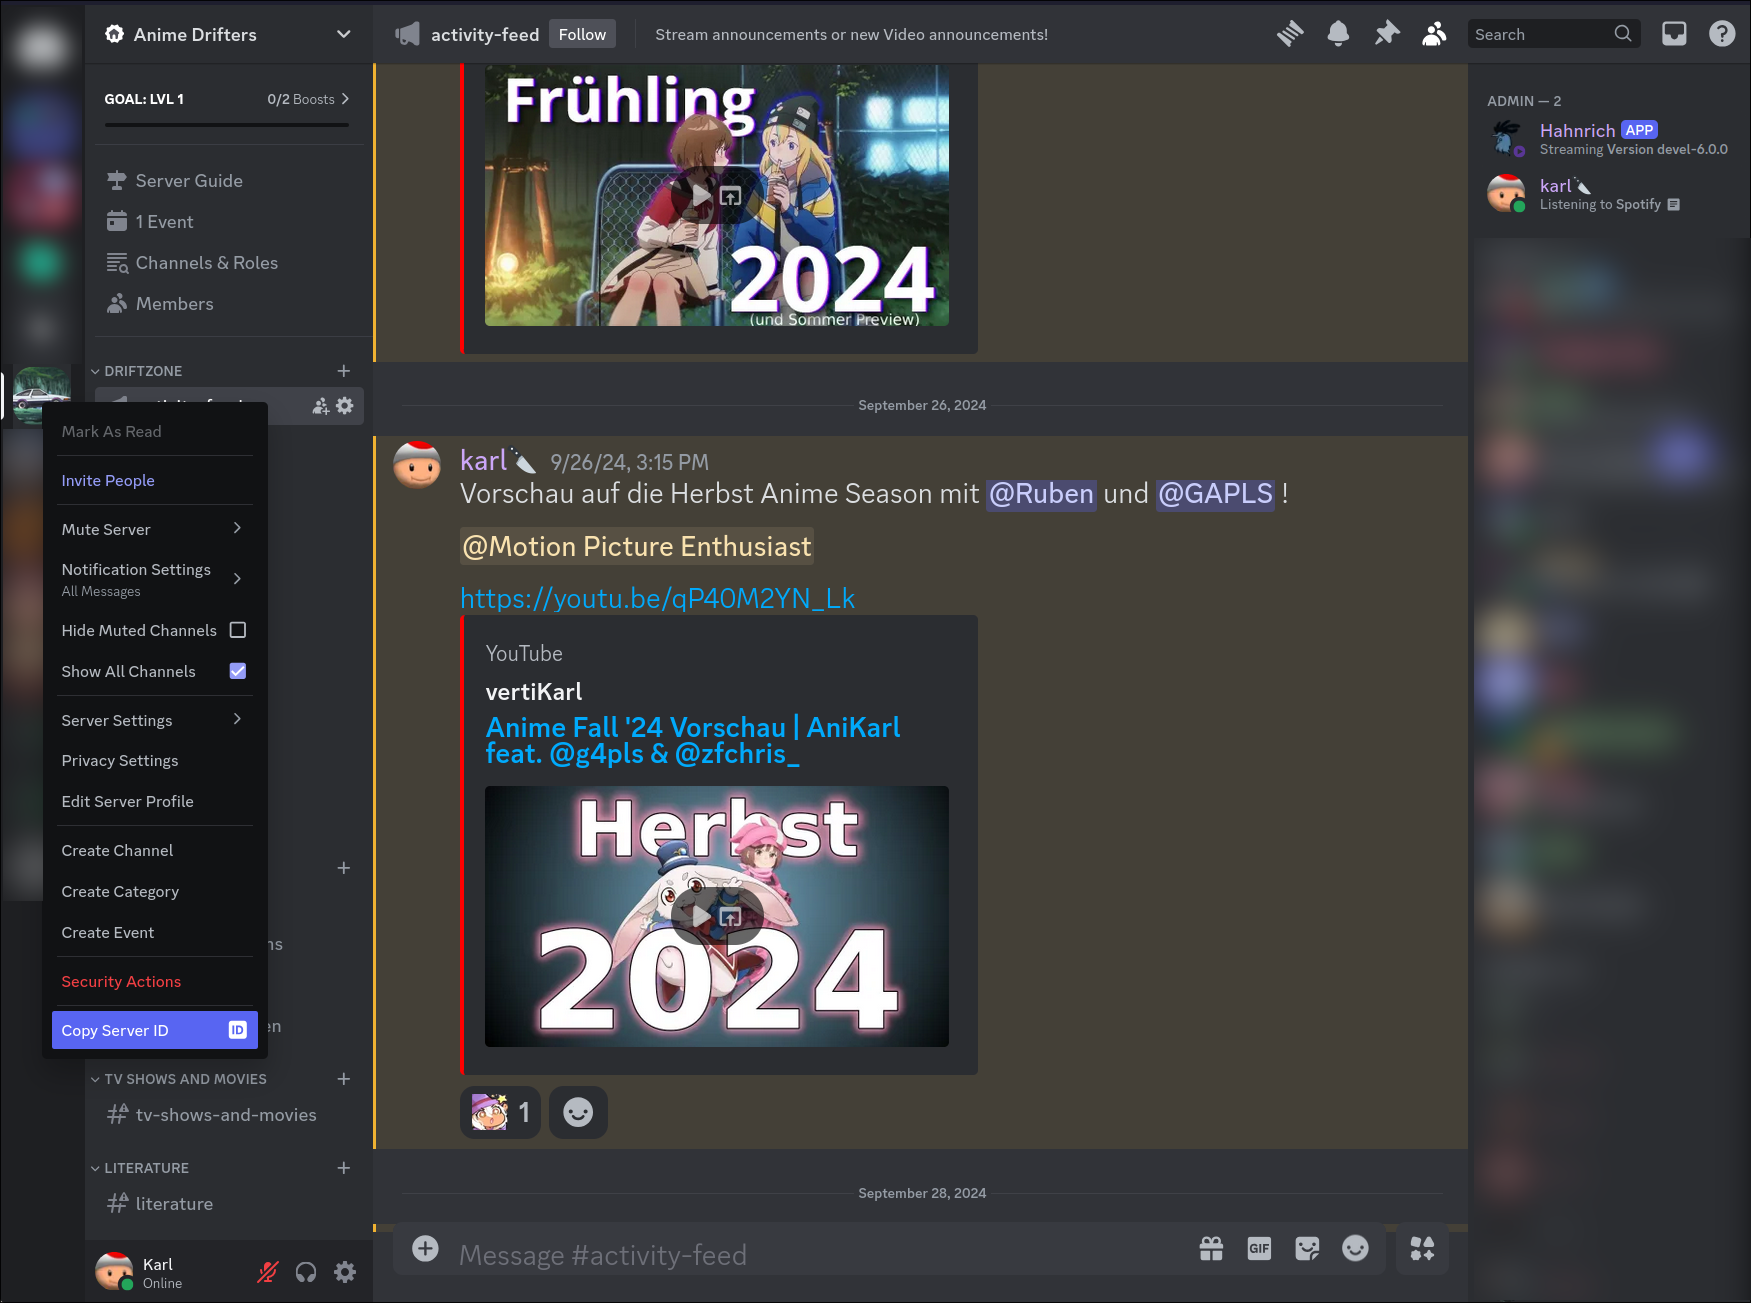 Anime Drifters
GOAL: LVL 1
0/2 Boosts
Server Guide
1 Event
Channels & Roles
Members
DRIFTZONE
Mark As Read
Invite People
Mute Server
Notification Settings
All Messages
Hide Muted Channels
Show All Channels
Server Settings
Privacy Settings
Edit Server Profile
Create Channel
Create Category
Create Event
Security Actions
Copy Server ID
ID
ns
en
TV SHOWS AND MOVIES
tv-shows-and-movies
LITERATURE
literature
Karl
Online
activity-feed
Follow
Stream announcements or new Video announcements!
Search
Frühling
2024
(und Sommer Preview)
September 26, 2024
karl 9/26/24, 3:15 PM
Vorschau auf die Herbst Anime Season mit @Ruben und @GAPLS !
@Motion Picture Enthusiast
https://youtu.be/qP40M2YN_Lk
YouTube
vertiKarl
Anime Fall '24 Vorschau | AniKarl
feat. @g4pls & @zfchris_
Herbst
2024
1
September 28, 2024
Message #activity-feed
GIF
ADMIN — 2
Hahnrich APP
Streaming Version devel-6.0.0
karl
Listening to Spotify